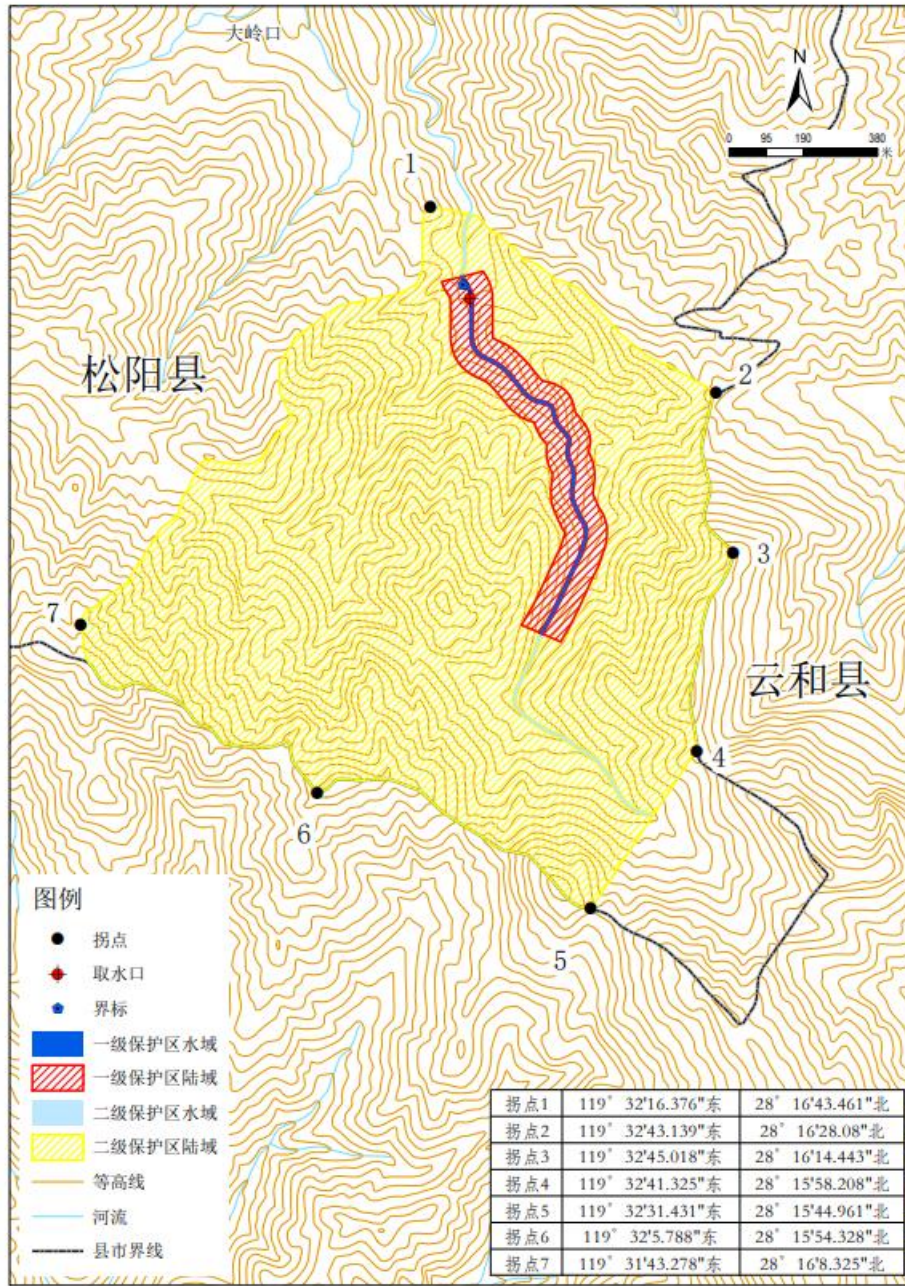 大岭口
N
0 95 190 380
米
1
2
松阳县
3
7
云和县
4
6
5
图例
拐点
取水口
界标
一级保护区水域
一级保护区陆域
二级保护区水域
二级保护区陆域
等高线
河流
县市界线
拐点1 119° 32'16.376"东 28° 16'43.461"北
拐点2 119° 32'43.139"东 28° 16'28.08"北
拐点3 119° 32'45.018"东 28° 16'14.443"北
拐点4 119° 32'41.325"东 28° 15'58.208"北
拐点5 119° 32'31.431"东 28° 15'44.961"北
拐点6 119° 32'5.788"东 28° 15'54.328"北
拐点7 119° 31'43.278"东 28° 16'8.325"北